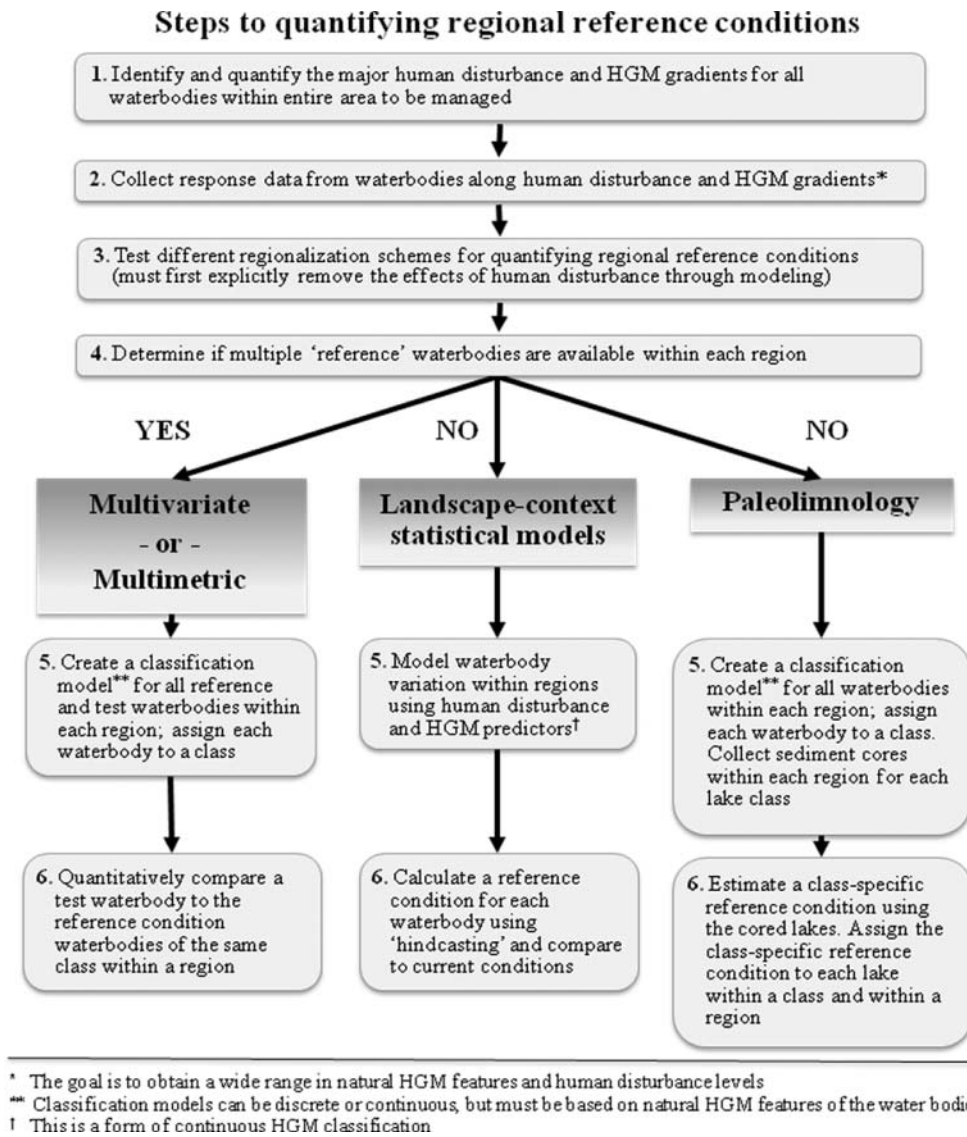 Steps to quantifying regional reference conditions
1. Identify and quantify the major human disturbance and HGM gradients for all
waterbodies within entire area to be managed
2. Collect response data from waterbodies along human disturbance and HGM gradients*
3. Test different regionalization schemes for quantifying regional reference conditions
(must first explicitly remove the effects of human disturbance through modeling)
4. Determine if multiple ‘reference’ waterbodies are available within each region
YES
NO
NO
Multivariate
- or -
Multimetric
Landscape-context
statistical models
Paleolimnology
5. Create a classification
model** for all reference
and test waterbodies within
each region; assign each
waterbody to a class
5. Model waterbody
variation within regions
using human disturbance
and HGM predictors†
5. Create a classification
model** for all waterbodies
within each region; assign
each waterbody to a class.
Collect sediment cores
within each region for each
lake class
6. Quantitatively compare a
test waterbody to the
reference condition
waterbodies of the same
class within a region
6. Calculate a reference
condition for each
waterbody using
‘hindcasting’ and compare
to current conditions
6. Estimate a class-specific
reference condition using
the cored lakes. Assign the
class-specific reference
condition to each lake
within a class and within a
region
* The goal is to obtain a wide range in natural HGM features and human disturbance levels
** Classification models can be discrete or continuous, but must be based on natural HGM features of the water bodie
† This is a form of continuous HGM classification